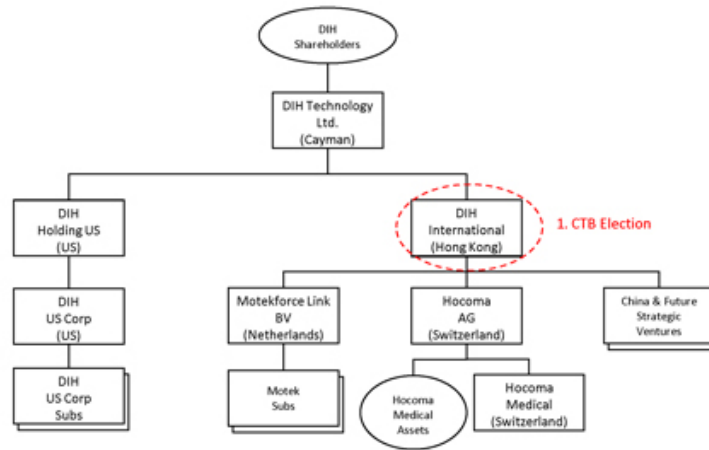 DIH
Shareholders
DIH Technology
Ltd.
(Cayman)
DIH
Holding US
(US)
DIH
International
(Hong Kong)
1. CTB Election
DIH
US Corp
(US)
Motekforce Link
BV
(Netherlands)
Hocoma
AG
(Switzerland)
China & Future
Strategic
Ventures
DIH
US Corp
Subs
Motek
Subs
Hocoma
Medical
Assets
Hocoma
Medical
(Switzerland)